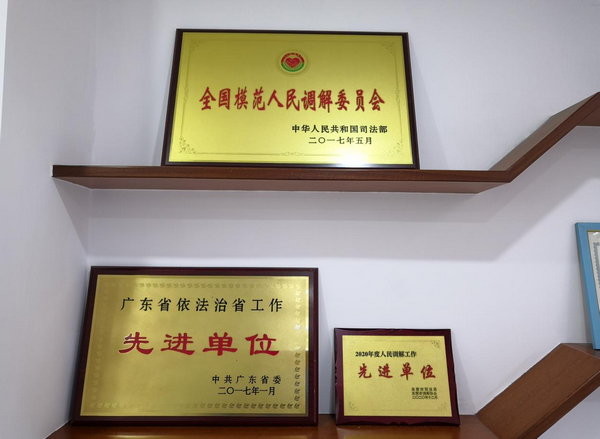 全国模范人民调解委员会
中华人民共和国司法部
二〇一七年五月
广东省依法治省工作
先进单位
中共广东省委
二〇一七年一月
2020年度人民调解工作
先进单位